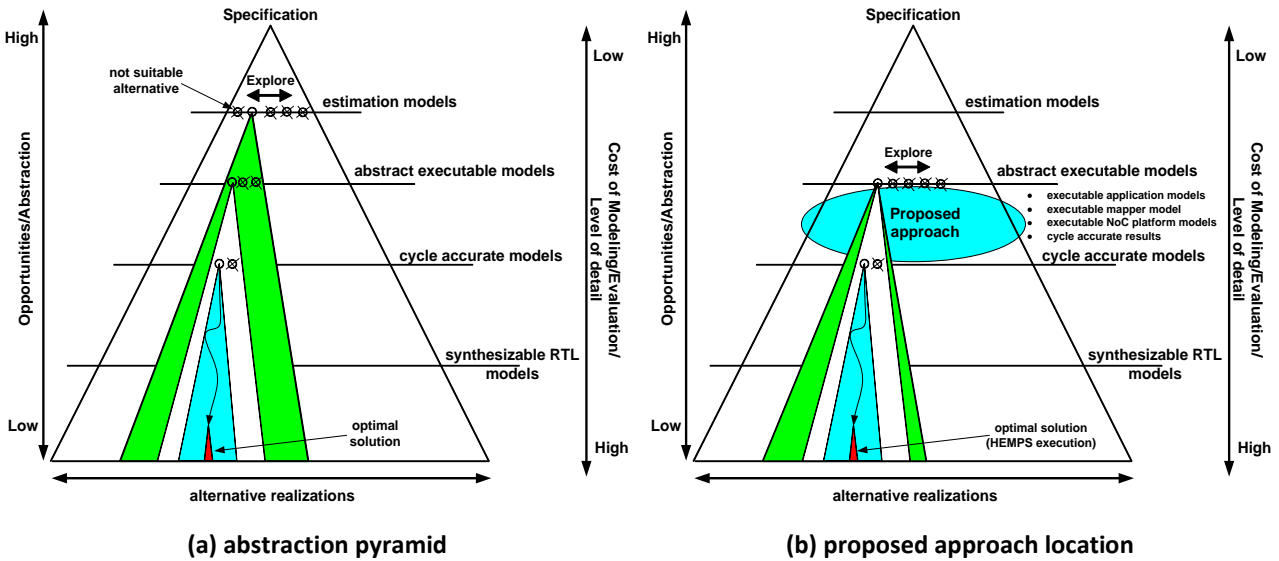 Specification
High
Low
not suitable
alternative
Explore
estimation models
abstract executable models
cycle accurate models
synthesizable RTL
models
Opportunities/Abstraction
Cost of Modeling/Evaluation/
Level of detail
optimal
solution
Low
High
alternative realizations
(a) abstraction pyramid
Specification
High
Low
estimation models
Explore
abstract executable models
Proposed
approach
• executable application models
• executable mapper model
• executable NoC platform models
• cycle accurate results
cycle accurate models
synthesizable RTL
models
Opportunities/Abstraction
Cost of Modeling/Evaluation/
Level of detail
optimal solution
(HEMPS execution)
Low
High
alternative realizations
(b) proposed approach location